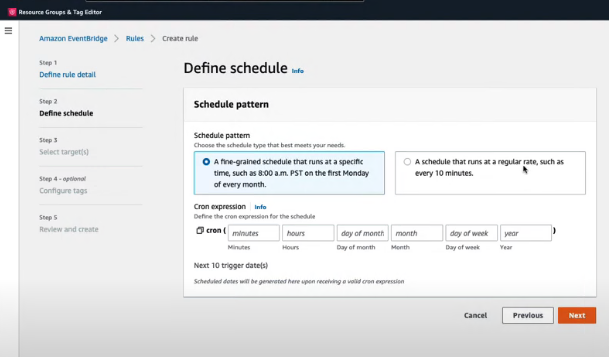 Resource Groups & Tag Editor
Amazon EventBridge > Rules > Create rule
Step 1
Define rule detail
Step 2
Define schedule
Step 3
Select target(s)
Step 4 - optional
Configure tags
Step 5
Review and create
Define schedule Info
Schedule pattern
Schedule pattern
Choose the schedule type that best meets your needs.
A fine-grained schedule that runs at a specific
time, such as 8:00 a.m. PST on the first Monday
of every month.
A schedule that runs at a regular rate, such as
every 10 minutes.
Cron expression Info
Define the cron expression for the schedule
cron ( minutes hours day of month month day of week year )
Minutes Hours Day of month Month Day of week Year
Next 10 trigger date(s)
Scheduled dates will be generated here upon receiving a valid cron expression
Cancel Previous Next